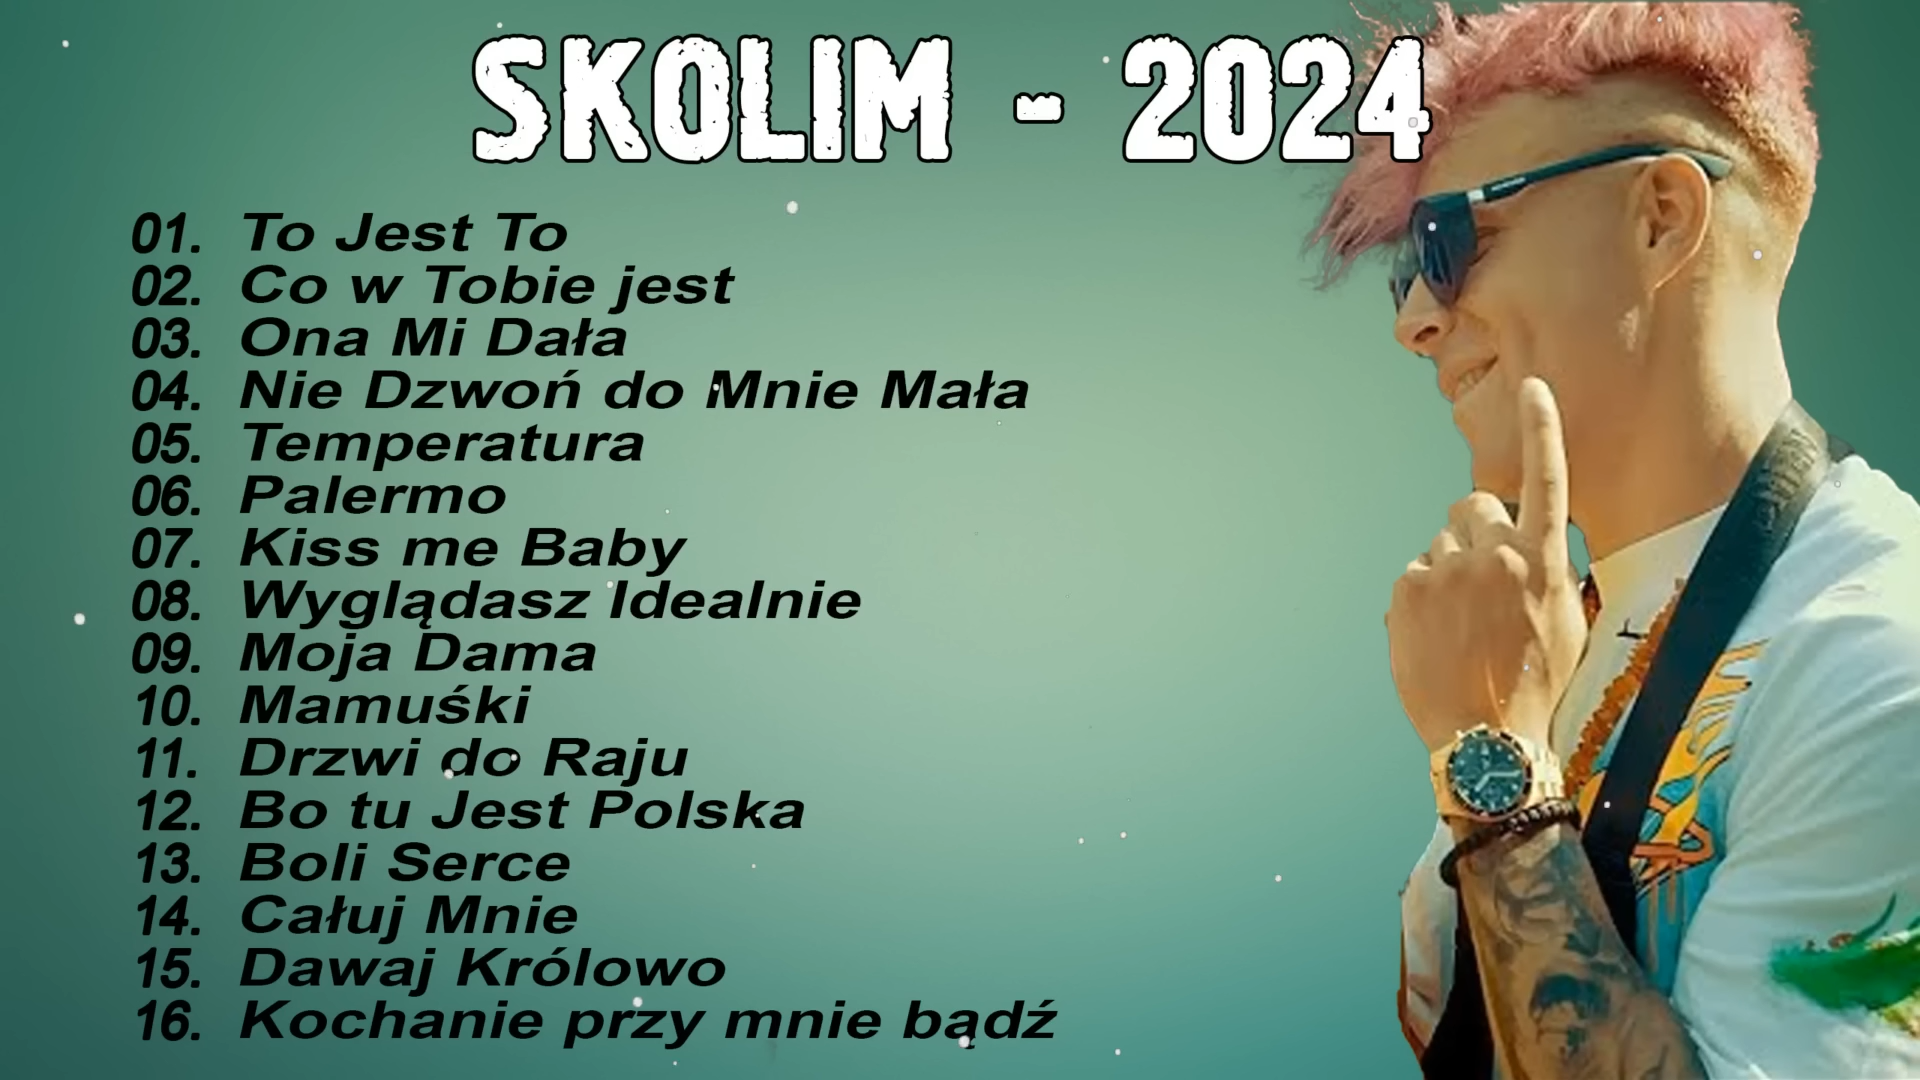 SKOLIM - 2024
01. To Jest To
02. Co w Tobie jest
03. Ona Mi Dała
04. Nie Dzwoń do Mnie Mała
05. Temperatura
06. Palermo
07. Kiss me Baby
08. Wyglądasz Idealnie
09. Moja Dama
10. Mamuśki
11. Drzwi do Raju
12. Bo tu Jest Polska
13. Boli Serce
14. Całuj Mnie
15. Dawaj Królowo
16. Kochanie przy mnie bądź